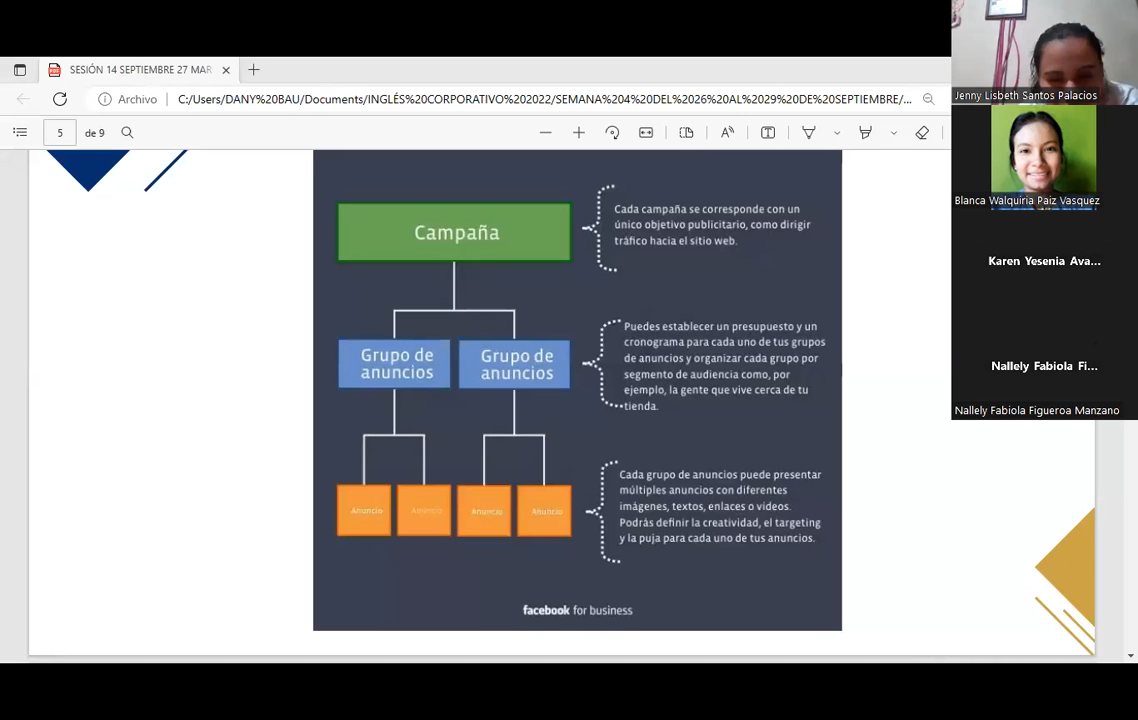 SESIÓN 14 SEPTIEMBRE 27 MAR
Archivo
C:/Users/DANY%20BAU/Documents/INGLÉS%20CORPORATIVO%202022/SEMANA%204%20DEL%2026%20AL%2029%20DE%20SEPTIEMBRE/...
5 de 9
Campaña
Cada campaña se corresponde con un
único objetivo publicitario, como dirigir
tráfico hacia el sitio web.
Grupo de
anuncios
Grupo de
anuncios
Puedes establecer un presupuesto y un
cronograma para cada uno de tus grupos
de anuncios y organizar cada grupo por
segmento de audiencia como, por
ejemplo, la gente que vive cerca de tu
tienda.
Anuncio
Anuncio
Anuncio
Anuncio
Cada grupo de anuncios puede presentar
múltiples anuncios con diferentes
imágenes, textos, enlaces o videos.
Podrás definir la creatividad, el targeting
y la puja para cada uno de tus anuncios.
facebook for business
Jenny Lisbeth Santos Palacios
Blanca Walquiria Paiz Vasquez
Karen Yesenia Ava...
Nallely Fabiola Fi...
Nallely Fabiola Figueroa Manzano